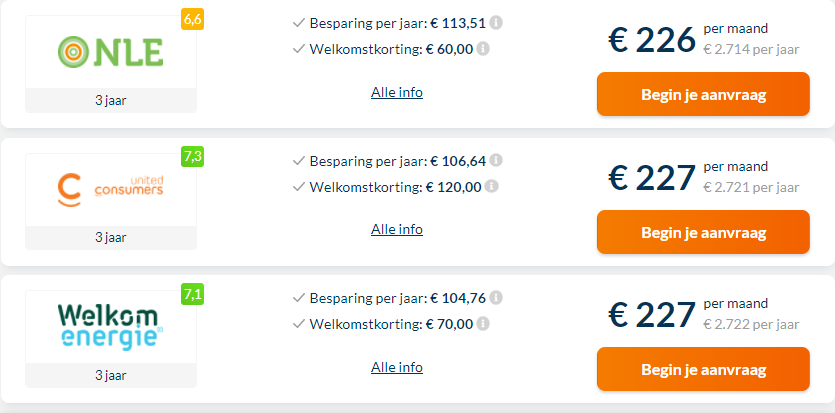 6,6
NLE
3 jaar
Besparing per jaar: € 113,51
Welkomstkorting: € 60,00
Alle info
€ 226 per maand
€ 2.714 per jaar
Begin je aanvraag
7,3
united
consumers
3 jaar
Besparing per jaar: € 106,64
Welkomstkorting: € 120,00
Alle info
€ 227 per maand
€ 2.721 per jaar
Begin je aanvraag
7,1
Welkom
energie
3 jaar
Besparing per jaar: € 104,76
Welkomstkorting: € 70,00
Alle info
€ 227 per maand
€ 2.722 per jaar
Begin je aanvraag